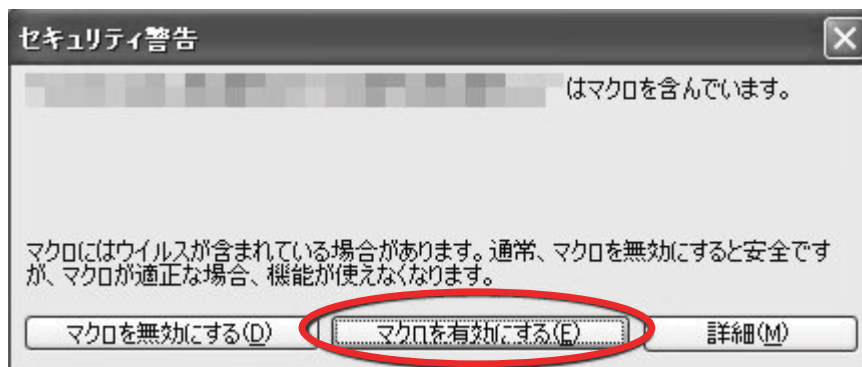 セキュリティ警告
はマクロを含んでいます。
マクロにはウイルスが含まれている場合があります。通常、マクロを無効にすると安全です
が、マクロが適正な場合、機能が使えなくなります。
マクロを無効にする(D) マクロを有効にする(E) 詳細(M)